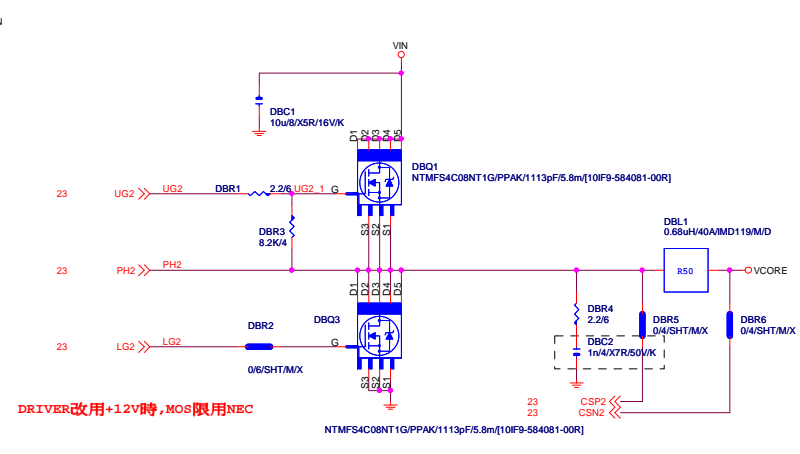 N
VIN
DBC1
10u/8/X5R/16V/K
D1
D2
D3
D4
D5
DBQ1
NTMFS4C08NT1G/PPAK/1113pF/5.8m/[10IF9-584081-00R]
23
UG2
UG2
DBR1
2.2/6
UG2_1
G
S3
S2
S1
DBR3
8.2K/4
DBL1
0.68uH/40A/IMD119/M/D
R50
VCORE
23
PH2
PH2
D1
D2
D3
D4
D5
DBR4
2.2/6
DBR5
0/4/SHT/M/X
DBR6
0/4/SHT/M/X
DBQ3
DBR2
23
LG2
LG2
G
0/6/SHT/M/X
S3
S2
S1
DBC2
1n/4/X7R/50V/K
23
CSP2
23
CSN2
DRIVER改用+12V時,MOS限用NEC
NTMFS4C08NT1G/PPAK/1113pF/5.8m/[10IF9-584081-00R]